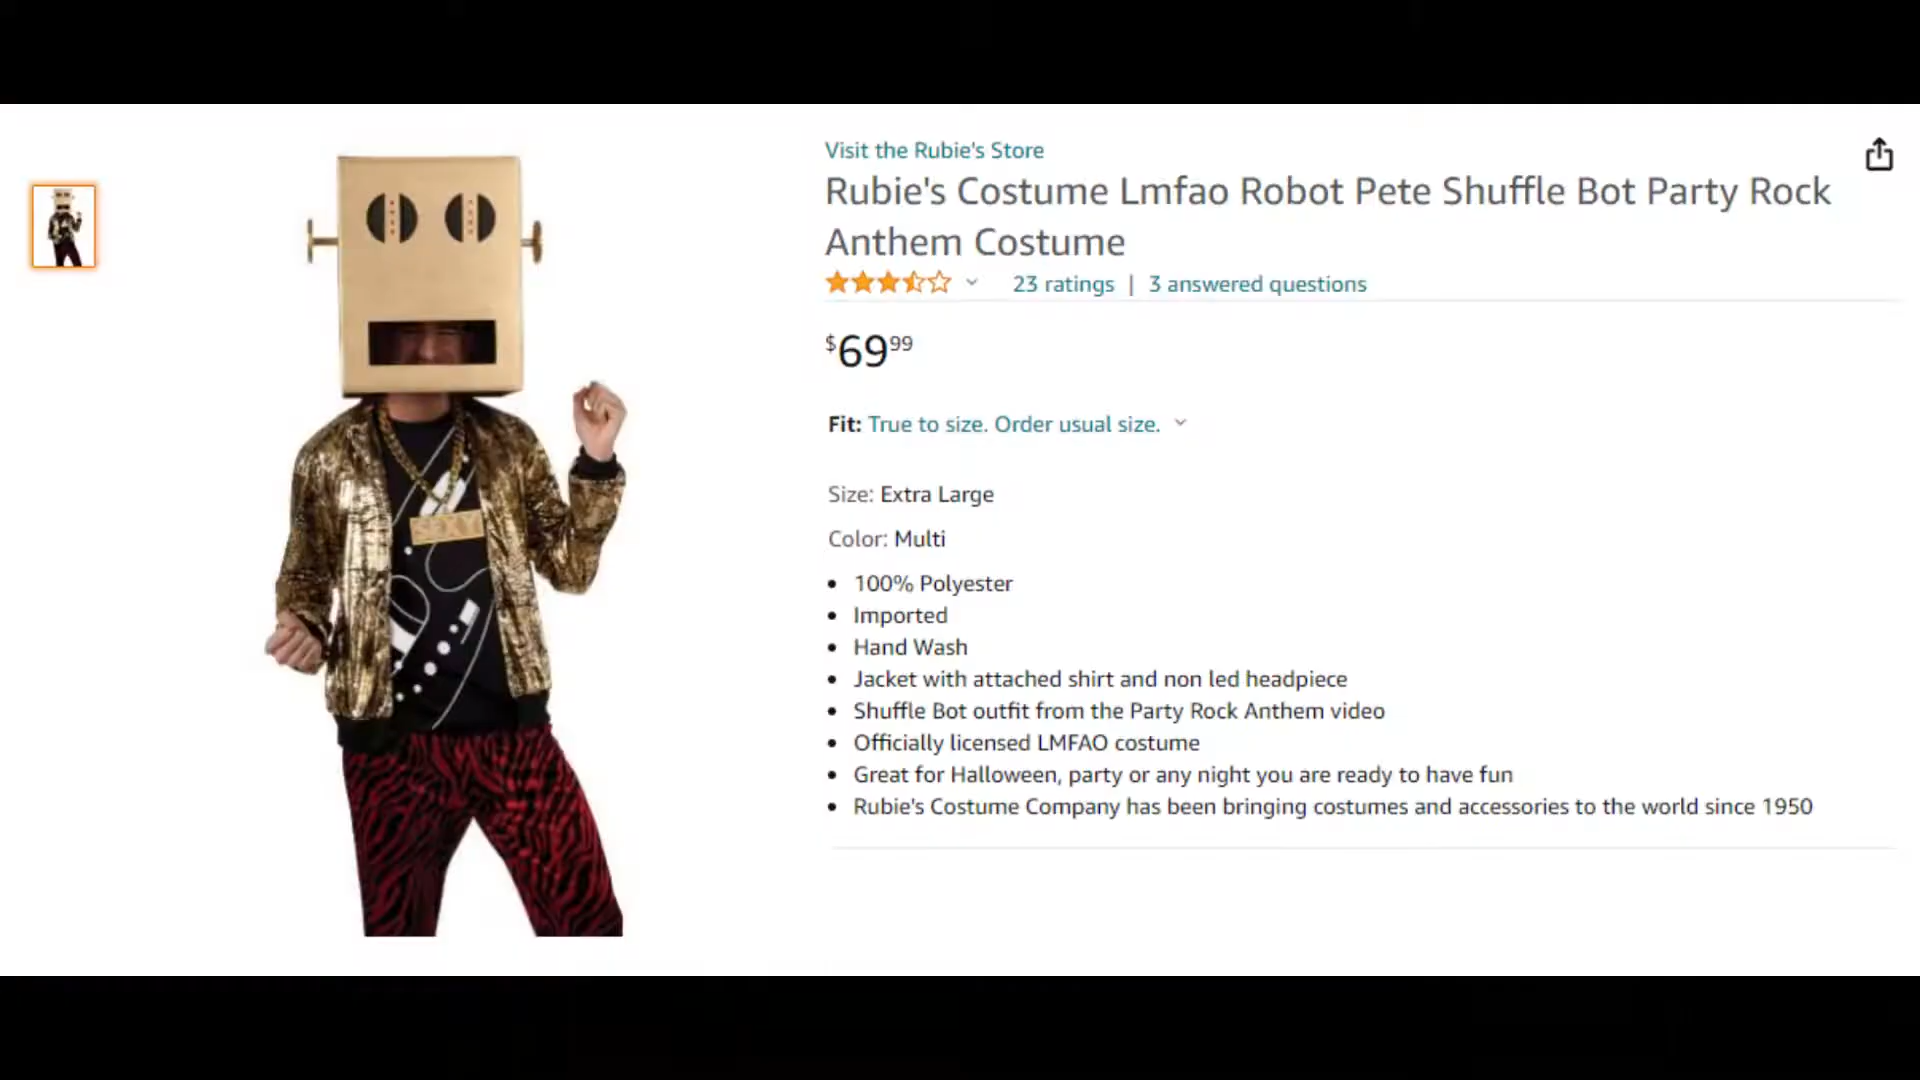 Visit the Rubie's Store
Rubie's Costume Lmfao Robot Pete Shuffle Bot Party Rock
Anthem Costume
23 ratings | 3 answered questions
$69 99
Fit: True to size. Order usual size.
Size: Extra Large
Color: Multi
100% Polyester
Imported
Hand Wash
Jacket with attached shirt and non led headpiece
Shuffle Bot outfit from the Party Rock Anthem video
Officially licensed LMFAO costume
Great for Halloween, party or any night you are ready to have fun
Rubie's Costume Company has been bringing costumes and accessories to the world since 1950
SEXY